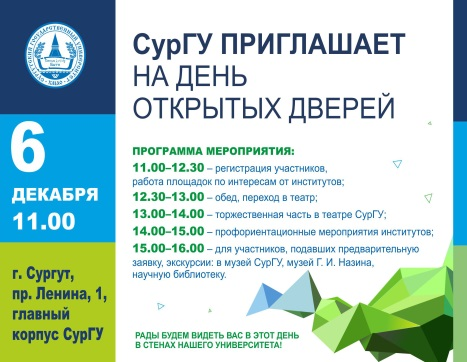 СурГУ ПРИГЛАШАЕТ
НА ДЕНЬ
ОТКРЫТЫХ ДВЕРЕЙ
6
ДЕКАБРЯ
11.00
г. Сургут,
пр. Ленина, 1,
главный
корпус СурГУ
ПРОГРАММА МЕРОПРИЯТИЯ:
11.00–12.30 – регистрация участников,
работа площадок по интересам от институтов;
12.30–13.00 – обед, переход в театр;
13.00–14.00 – торжественная часть в театре СурГУ;
14.00–15.00 – профориентационные мероприятия институтов;
15.00–16.00 – для участников, подавших предварительную
заявку, экскурсии: в музей СурГУ, музей Г. И. Назина,
научную библиотеку.
РАДЫ БУДЕМ ВИДЕТЬ ВАС В ЭТОТ ДЕНЬ
В СТЕНАХ НАШЕГО УНИВЕРСИТЕТА!